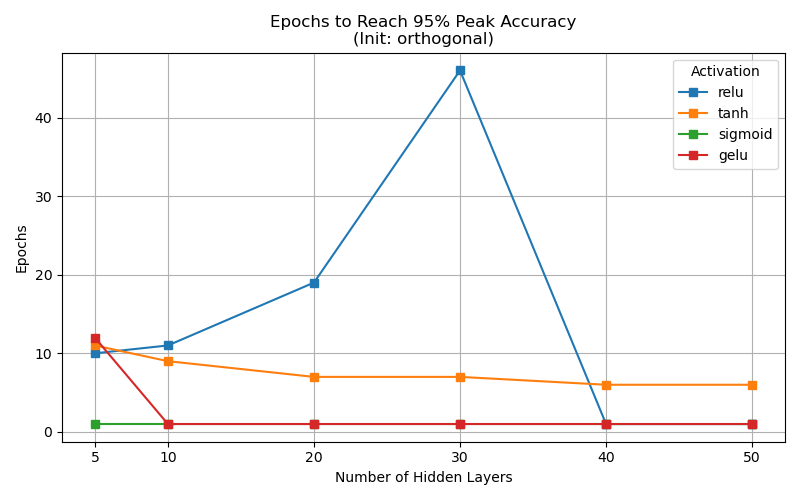 Epochs to Reach 95% Peak Accuracy
(Init: orthogonal)
Activation
relu
tanh
sigmoid
gelu
Epochs
40
30
20
10
0
5 10 20 30 40 50
Number of Hidden Layers